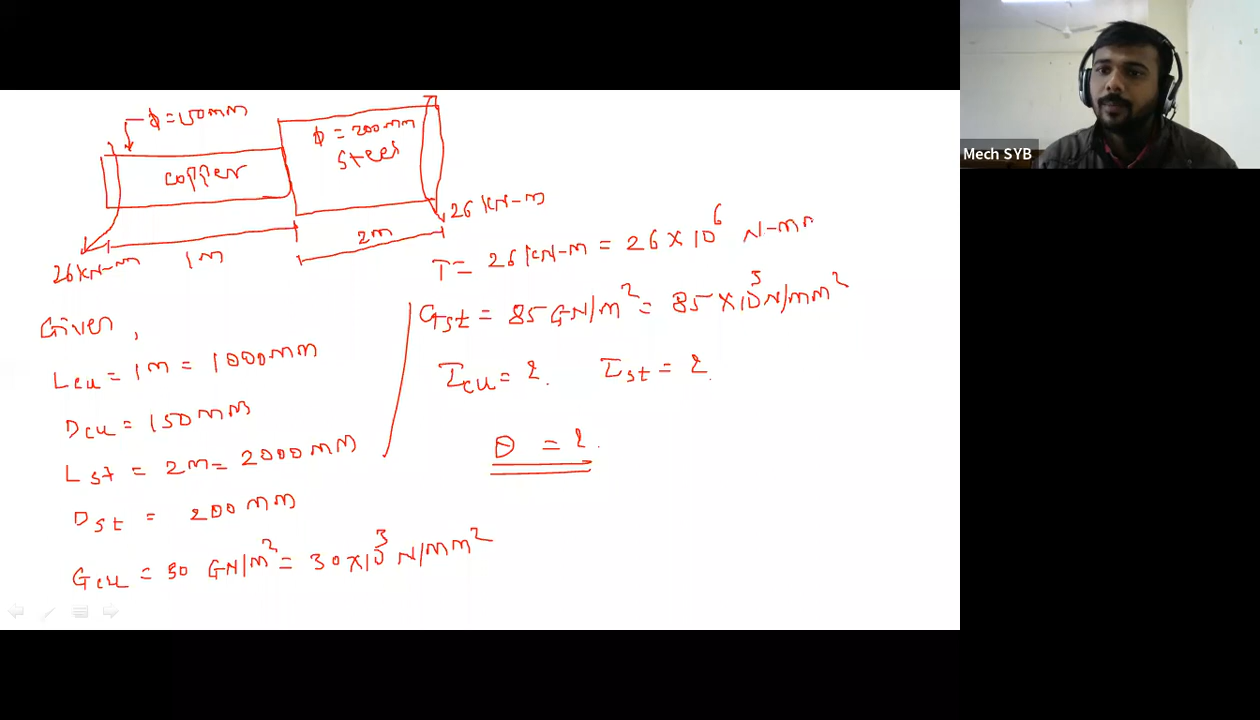 ϕ = 150mm
ϕ = 200mm
steel
copper
26 KN-m
1m
2m
26 KN-m
T = 26 KN-m = 26 × 10⁶ N-mm
Given,
Gst = 85 GN/m² = 85 × 10³ N/mm²
Lcu = 1m = 1000mm
τcu = ?
τst = ?
Dcu = 150mm
Lst = 2m = 2000mm
θ = ?
Dst = 200mm
Gcu = 30 GN/m² = 30×10³ N/mm²
Mech SYB